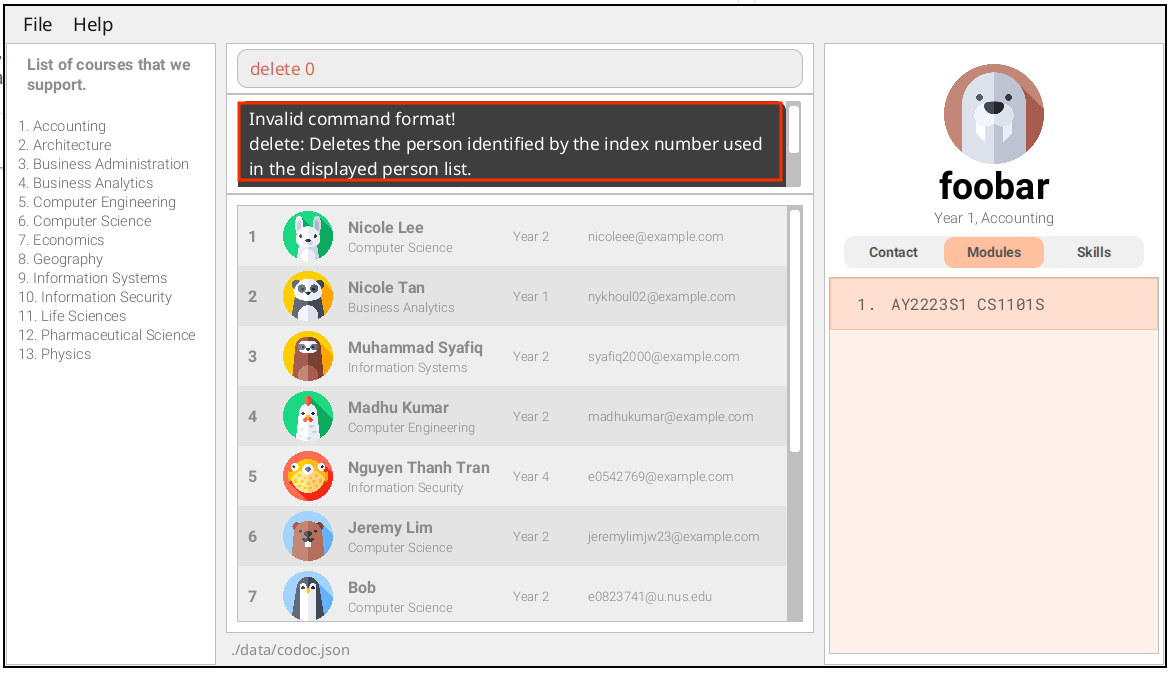 File Help
List of courses that we
support.
1. Accounting
2. Architecture
3. Business Administration
4. Business Analytics
5. Computer Engineering
6. Computer Science
7. Economics
8. Geography
9. Information Systems
10. Information Security
11. Life Sciences
12. Pharmaceutical Science
13. Physics
delete 0
Invalid command format!
delete: Deletes the person identified by the index number used
in the displayed person list.
1 Nicole Lee Year 2 nicoleee@example.com
Computer Science
2 Nicole Tan Year 1 nykhoul02@example.com
Business Analytics
3 Muhammad Syafiq Year 2 syafiq2000@example.com
Information Systems
4 Madhu Kumar Year 2 madhukumar@example.com
Computer Engineering
5 Nguyen Thanh Tran Year 4 e0542769@example.com
Information Security
6 Jeremy Lim Year 2 jeremylimjw23@example.com
Computer Science
7 Bob Year 2 e0823741@u.nus.edu
Computer Science
./data/codoc.json
foobar
Year 1, Accounting
Contact Modules Skills
1. AY2223S1 CS1101S